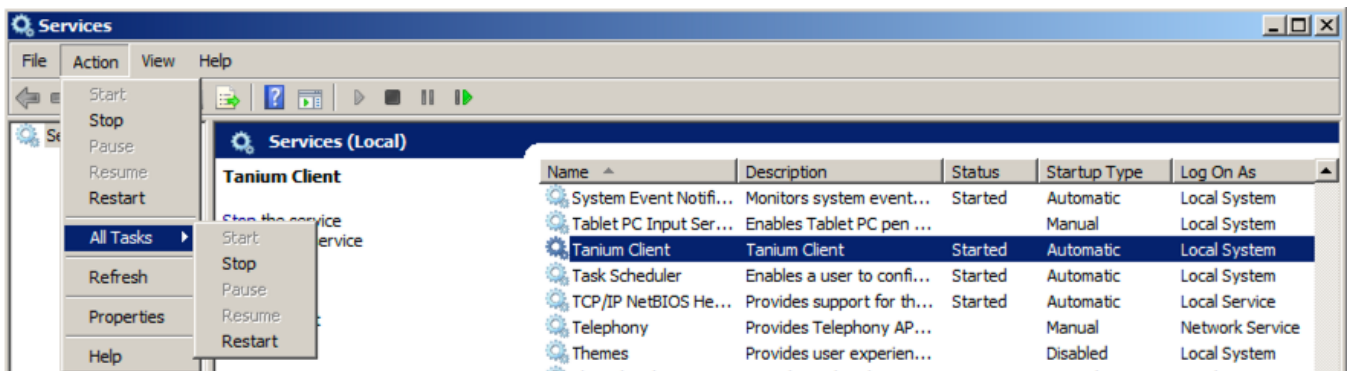 Services
File Action View Help
Start
Stop
Pause
Resume
Restart
All Tasks
Refresh
Properties
Help
Start
Stop
Pause
Resume
Restart
Services (Local)
Tanium Client
Stop the service
Name Description Status Startup Type Log On As
System Event Notifi... Monitors system event... Started Automatic Local System
Tablet PC Input Ser... Enables Tablet PC pen ... Manual Local System
Tanium Client Tanium Client Started Automatic Local System
Task Scheduler Enables a user to confi... Started Automatic Local System
TCP/IP NetBIOS He... Provides support for th... Started Automatic Local Service
Telephony Provides Telephony AP... Manual Network Service
Themes Provides user experien... Disabled Local System